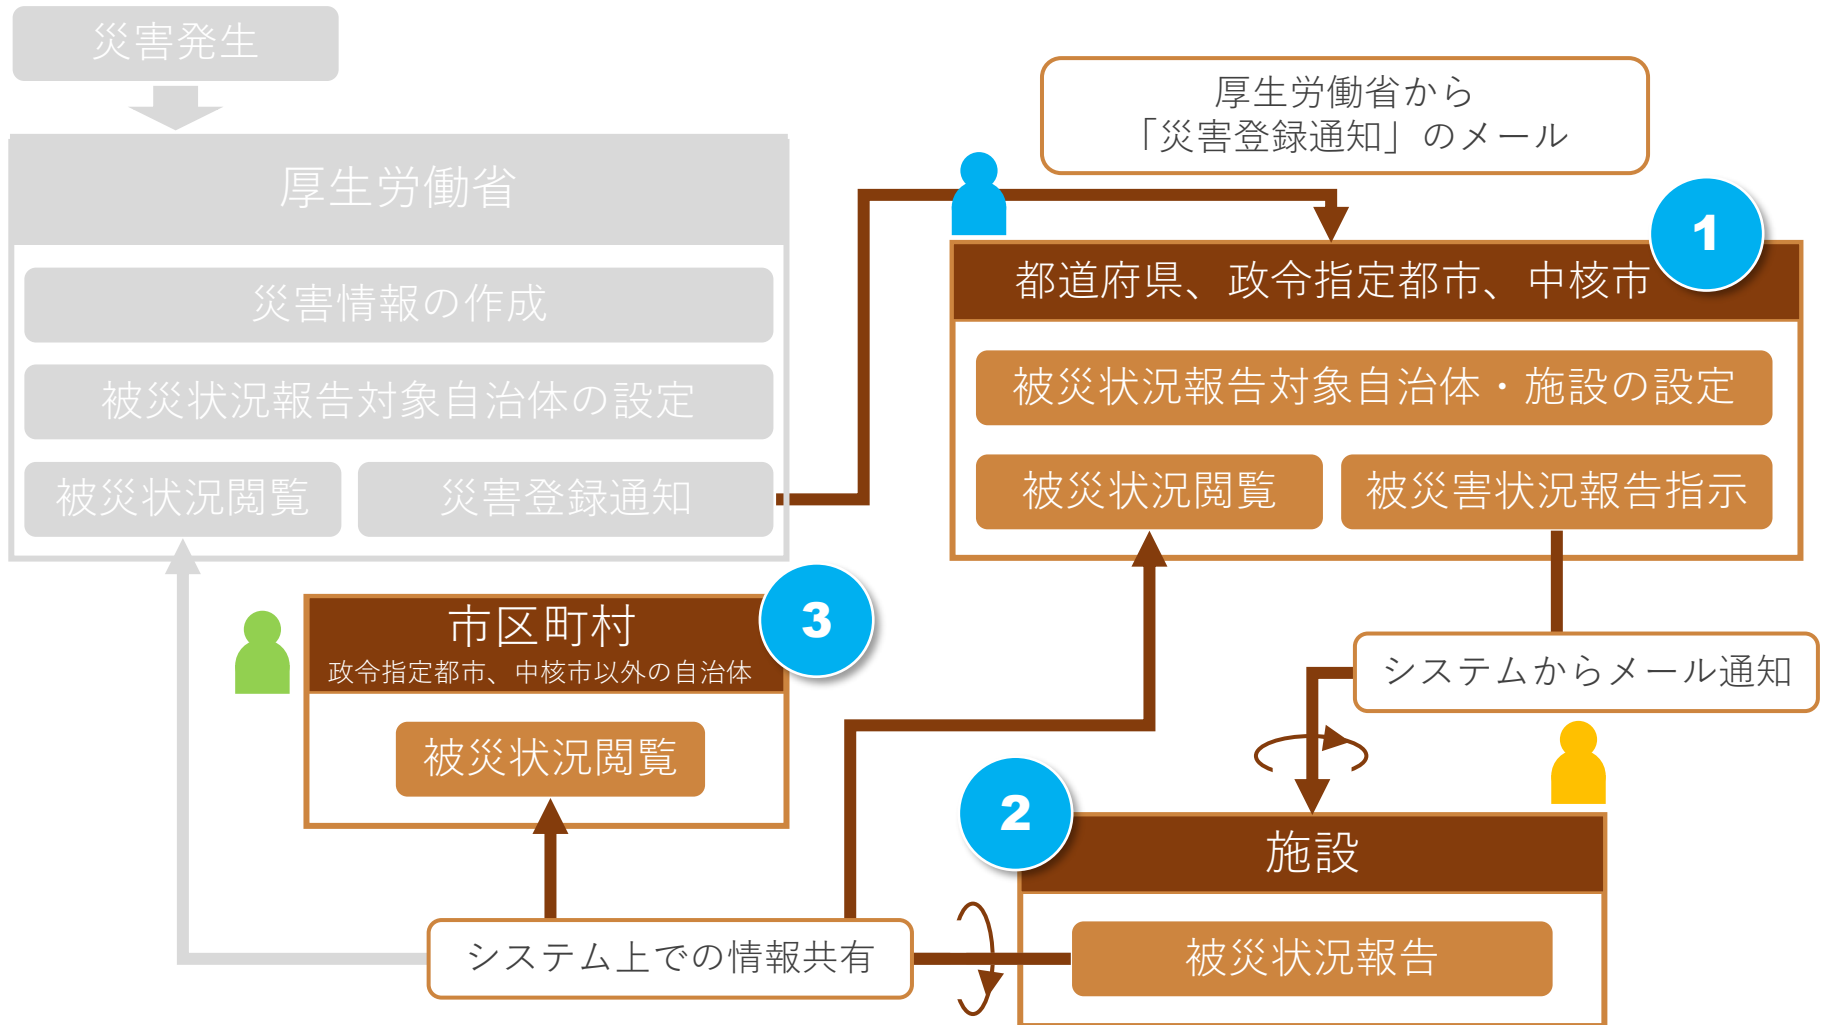 災害発生
厚生労働省
災害情報の作成
被災状況報告対象自治体の設定
被災状況閲覧
災害登録通知
厚生労働省から
「災害登録通知」のメール
1
都道府県、政令指定都市、中核市
被災状況報告対象自治体・施設の設定
被災状況閲覧
被災害状況報告指示
システムからメール通知
3
市区町村
政令指定都市、中核市以外の自治体
被災状況閲覧
2
施設
被災状況報告
システム上での情報共有